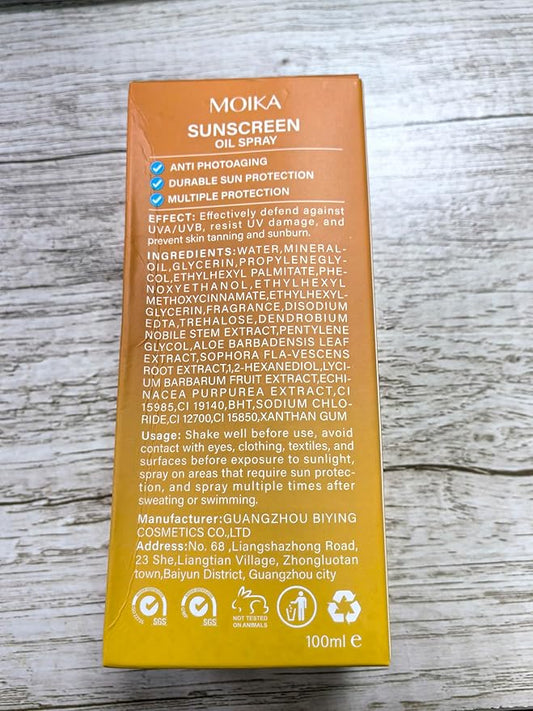 MOIKA
SUNSCREEN
OIL SPRAY
ANTI PHOTOAGING
DURABLE SUN PROTECTION
MULTIPLE PROTECTION
EFFECT: Effectively defend against
UVA/UVB, resist UV damage, and
prevent skin tanning and sunburn.
INGREDIENTS:WATER,MINERAL-
OIL,GLYCERIN,PROPYLENEGLY-
COL,ETHYLHEXYL PALMITATE,PHE-
NOXYETHANOL,ETHYLHEXYL
METHOXYCINNAMATE,ETHYLHEXYL-
GLYCERIN,FRAGRANCE,DISODIUM
EDTA,TREHALOSE,DENDROBIUM
NOBILE STEM EXTRACT,PENTYLENE
GLYCOL,ALOE BARBADENSIS LEAF
EXTRACT,SOPHORA FLA-VESCENS
ROOT EXTRACT,1,2-HEXANEDIOL,LYCI
UM BARBARUM FRUIT EXTRACT,ECHI-
NACEA PURPUREA EXTRACT,CI
15985,CI 19140,BHT,SODIUM CHLO-
RIDE,CI 12700,CI 15850,XANTHAN GUM
Usage: Shake well before use, avoid
contact with eyes, clothing, textiles, and
surfaces before exposure to sunlight,
spray on areas that require sun protec-
tion, and spray multiple times after
sweating or swimming.
Manufacturer:GUANGZHOU BIYING
COSMETICS CO,.LTD
Address:No. 68 ,Liangshazhong Road,
23 She,Liangtian Village, Zhongluotan
town,Baiyun District, Guangzhou city
SGS
SGS
NOT TESTED
ON ANIMALS
100ml e